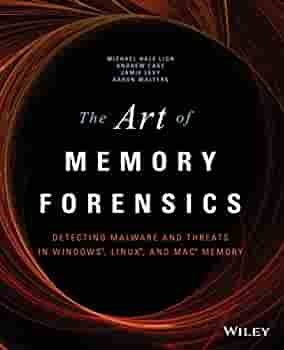 MICHAEL HALE LIGH
ANDREW CASE
JAMIE LEVY
AARON WALTERS
The Art of
MEMORY
FORENSICS
DETECTING MALWARE AND THREATS
IN WINDOWS®, LINUX®, AND MAC® MEMORY
WILEY